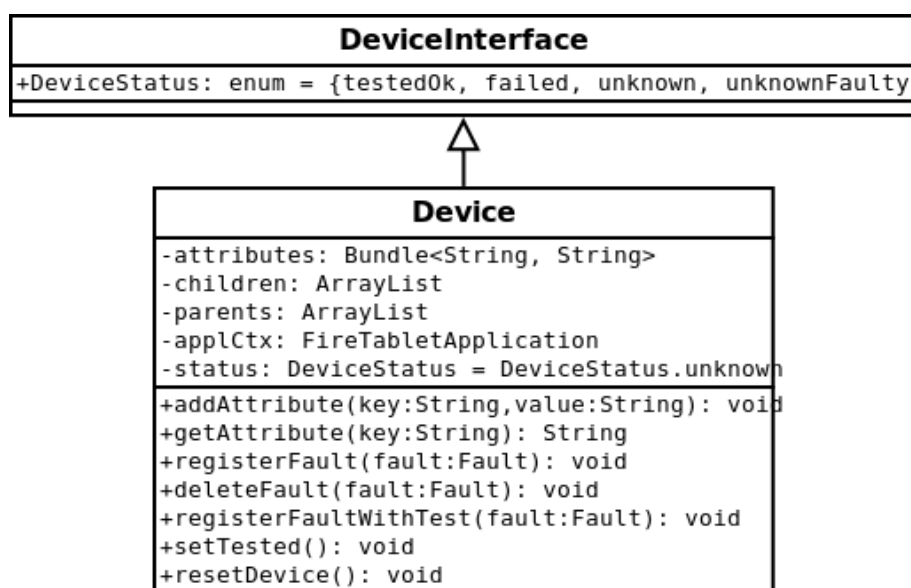 DeviceInterface
+DeviceStatus: enum = {testedOk, failed, unknown, unknownFaulty
Device
-attributes: Bundle<String, String>
-children: ArrayList
-parents: ArrayList
-applCtx: FireTabletApplication
-status: DeviceStatus = DeviceStatus.unknown
+addAttribute(key:String,value:String): void
+getAttribute(key:String): String
+registerFault(fault:Fault): void
+deleteFault(fault:Fault): void
+registerFaultWithTest(fault:Fault): void
+setTested(): void
+resetDevice(): void